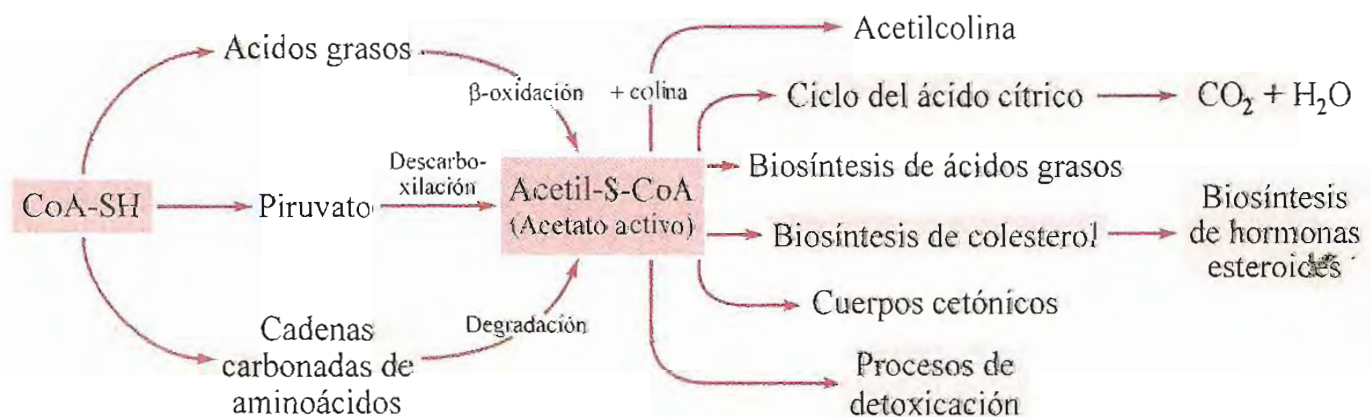 Acidos grasos
β-oxidación
+ colina
Acetilcolina
Ciclo del ácido cítrico
CO₂ + H₂O
Biosíntesis de ácidos grasos
CoA-SH
Piruvato
Descarbo-
xilación
Acetil-S-CoA
(Acetato activo)
Biosíntesis de colesterol
Biosíntesis
de hormonas
esteroides
Cuerpos cetónicos
Cadenas
carbonadas de
aminoácidos
Degradación
Procesos de
detoxicación